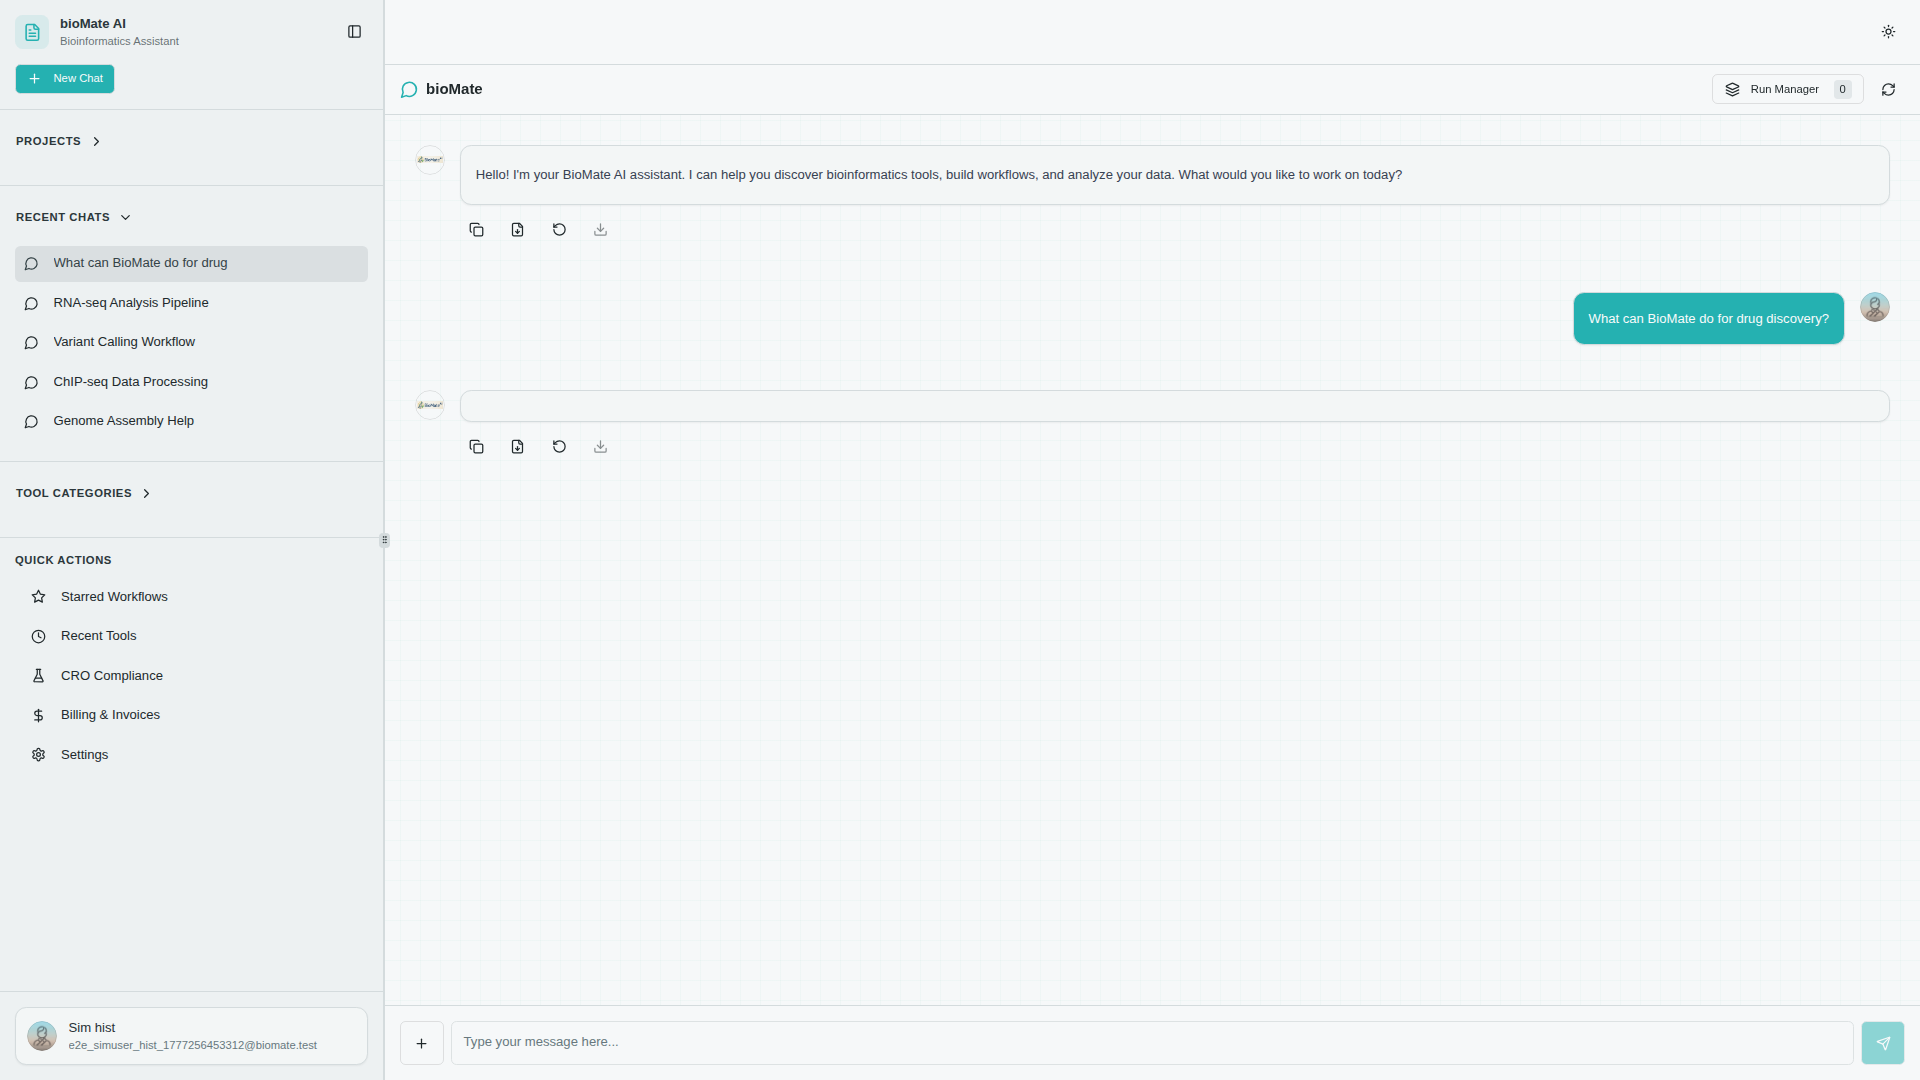 bioMate AI
Bioinformatics Assistant
New Chat
PROJECTS
RECENT CHATS
What can BioMate do for drug
RNA-seq Analysis Pipeline
Variant Calling Workflow
ChIP-seq Data Processing
Genome Assembly Help
TOOL CATEGORIES
QUICK ACTIONS
Starred Workflows
Recent Tools
CRO Compliance
Billing & Invoices
Settings
Sim hist
e2e_simuser_hist_1777256453312@biomate.test
bioMate
Run Manager 0
BioMate
Hello! I'm your BioMate AI assistant. I can help you discover bioinformatics tools, build workflows, and analyze your data. What would you like to work on today?
What can BioMate do for drug discovery?
BioMate
Type your message here...